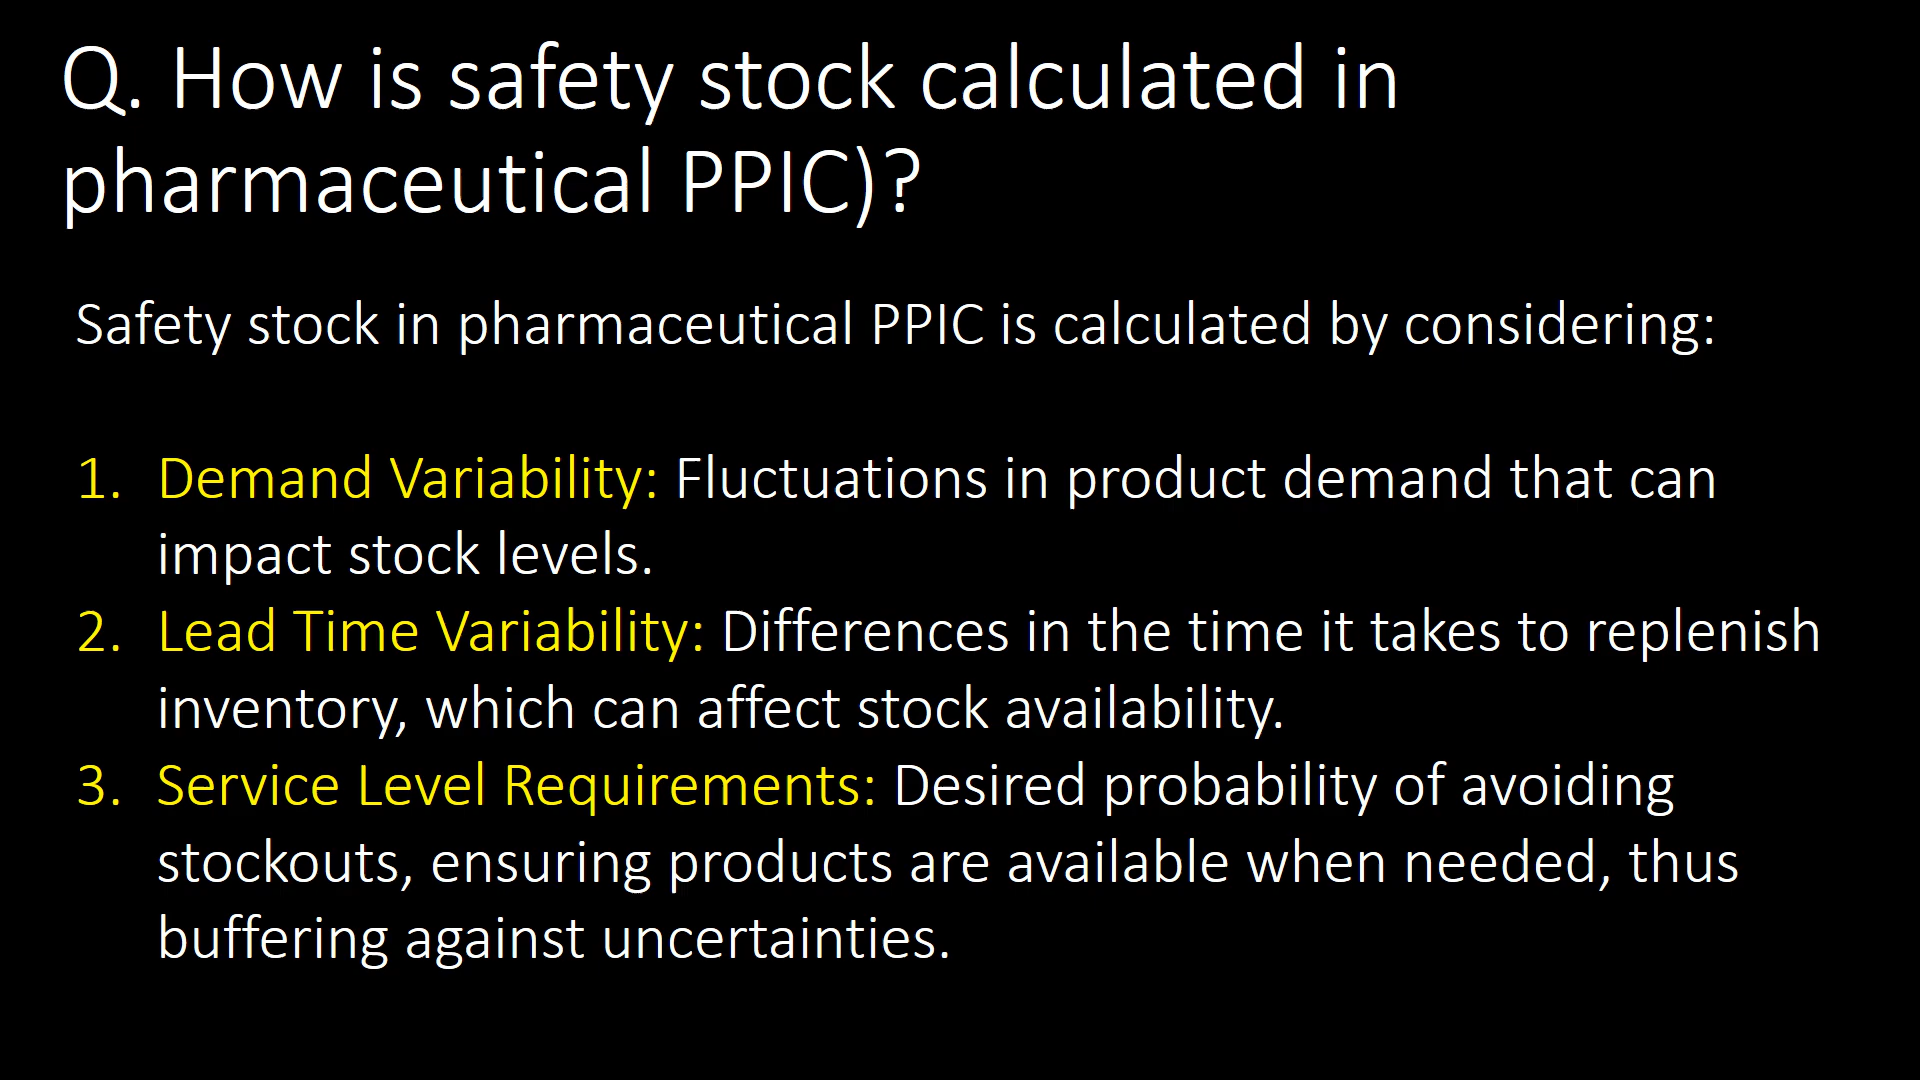 Q. How is safety stock calculated in
pharmaceutical PPIC)?
Safety stock in pharmaceutical PPIC is calculated by considering:
1. Demand Variability: Fluctuations in product demand that can
impact stock levels.
2. Lead Time Variability: Differences in the time it takes to replenish
inventory, which can affect stock availability.
3. Service Level Requirements: Desired probability of avoiding
stockouts, ensuring products are available when needed, thus
buffering against uncertainties.